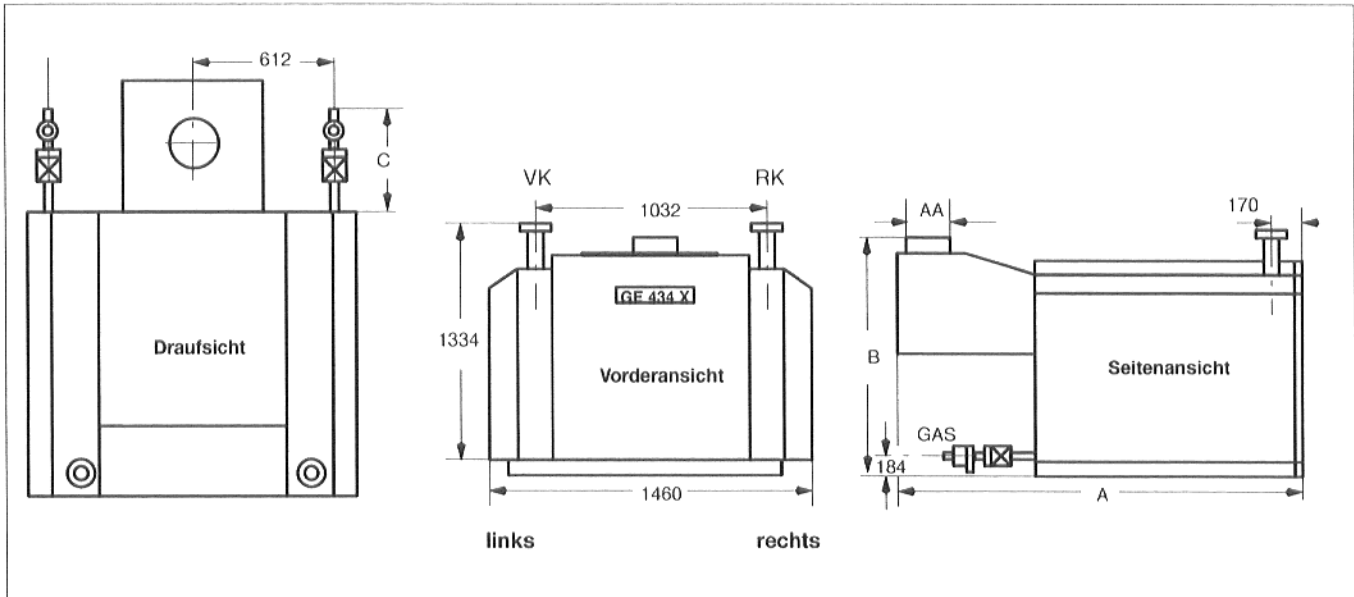 612
C
Draufsicht
VK
RK
1032
1334
GE 434 X
Vorderansicht
1460
links
rechts
AA
170
B
Seitenansicht
GAS
184
A